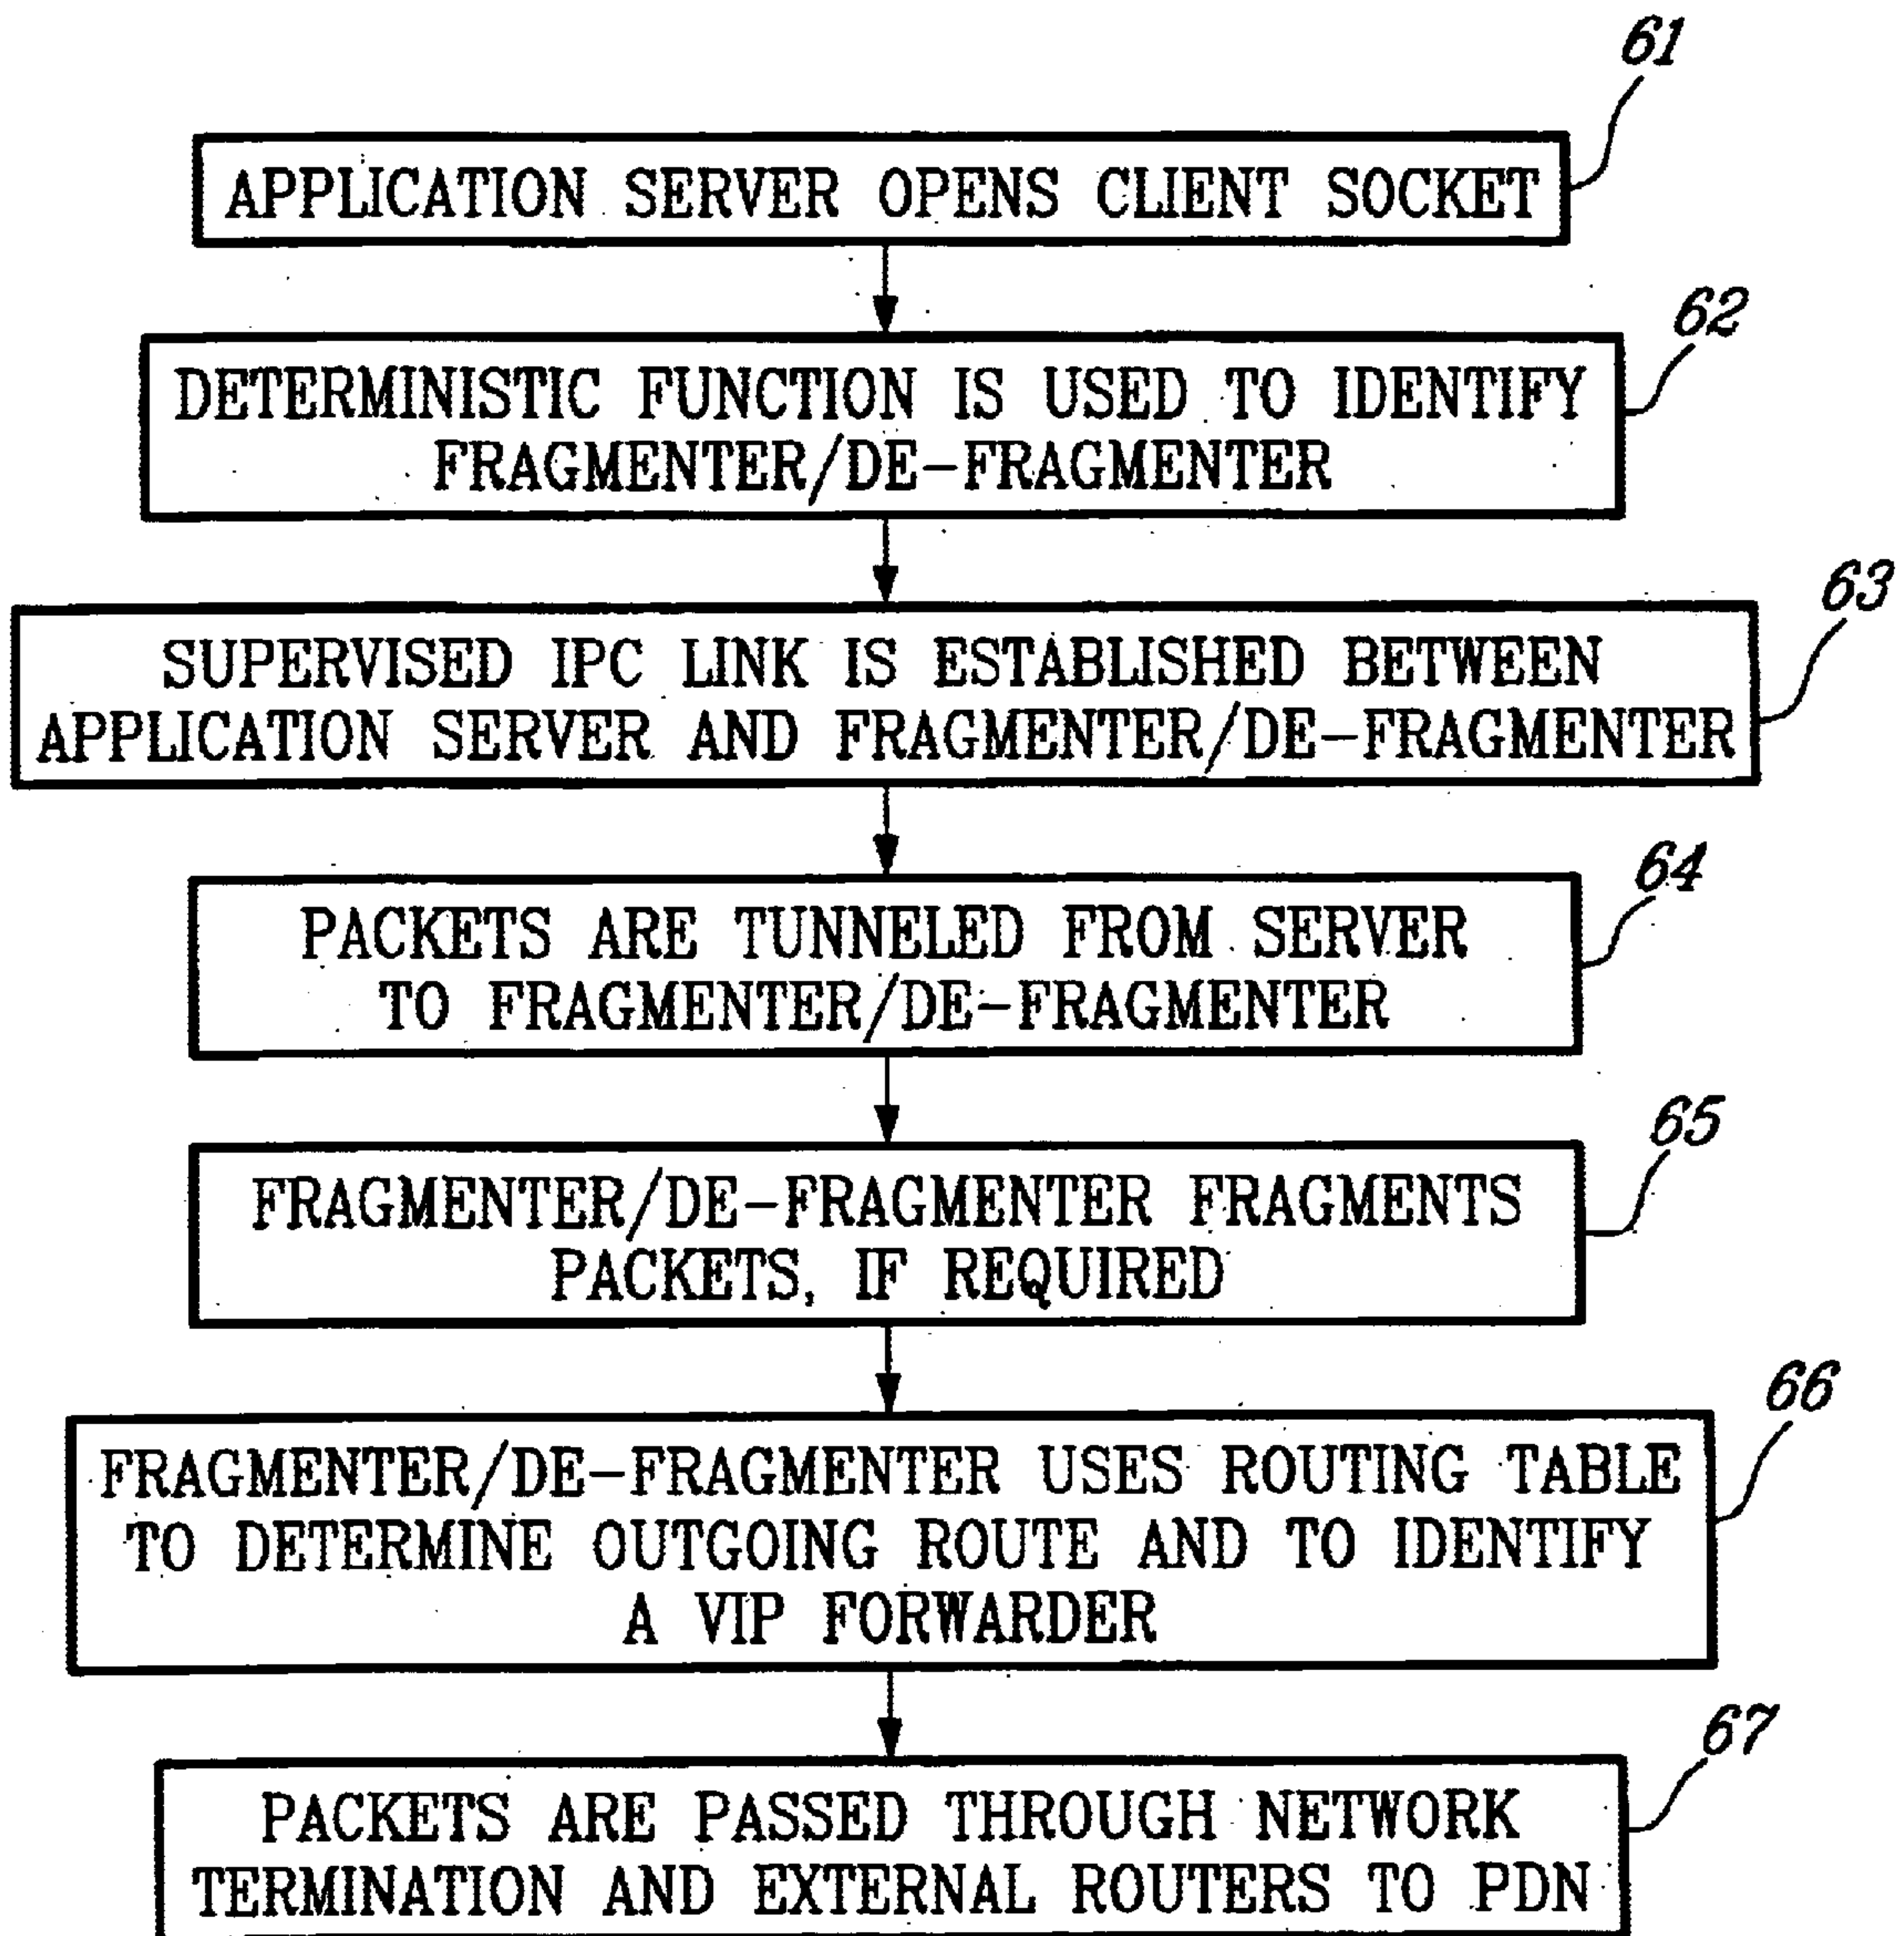 61
APPLICATION SERVER OPENS CLIENT SOCKET
62
DETERMINISTIC FUNCTION IS USED TO IDENTIFY
FRAGMENTER/DE-FRAGMENTER
63
SUPERVISED IPC LINK IS ESTABLISHED BETWEEN
APPLICATION SERVER AND FRAGMENTER/DE-FRAGMENTER
64
PACKETS ARE TUNNELED FROM SERVER
TO FRAGMENTER/DE-FRAGMENTER
65
FRAGMENTER/DE-FRAGMENTER FRAGMENTS
PACKETS, IF REQUIRED
66
FRAGMENTER/DE-FRAGMENTER USES ROUTING TABLE
TO DETERMINE OUTGOING ROUTE AND TO IDENTIFY
A VIP FORWARDER
67
PACKETS ARE PASSED THROUGH NETWORK
TERMINATION AND EXTERNAL ROUTERS TO PDN